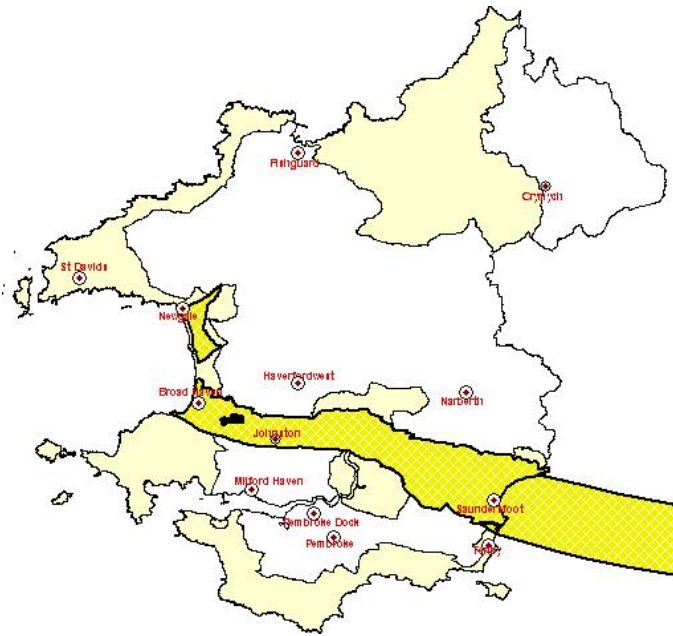 Fishguard
Crymych
St Davids
Newgale
Haverfordwest
Broad Haven
Narberth
Johnston
Milford Haven
Saundersfoot
Pembroke Dock
Pembroke
Tenby